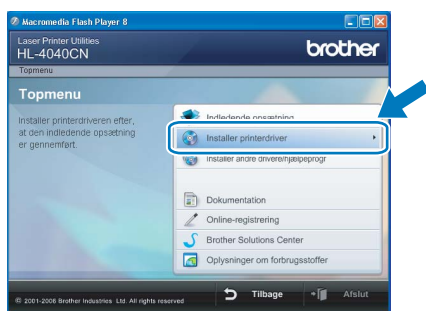 Macromedia Flash Player 8
Laser Printer Utilities
HL-4040CN
brother
Topmenu
Topmenu
Installer printerdriveren efter,
at den indledende opsætning
er gennemført.
Indledende opsætning
Installer printerdriver
Installer andre drivere/hjælpeprogr
Dokumentation
Online-registrering
Brother Solutions Center
Oplysninger om forbrugsstoffer
© 2001-2006 Brother Industries Ltd. All rights reserved
Tilbage
Afslut